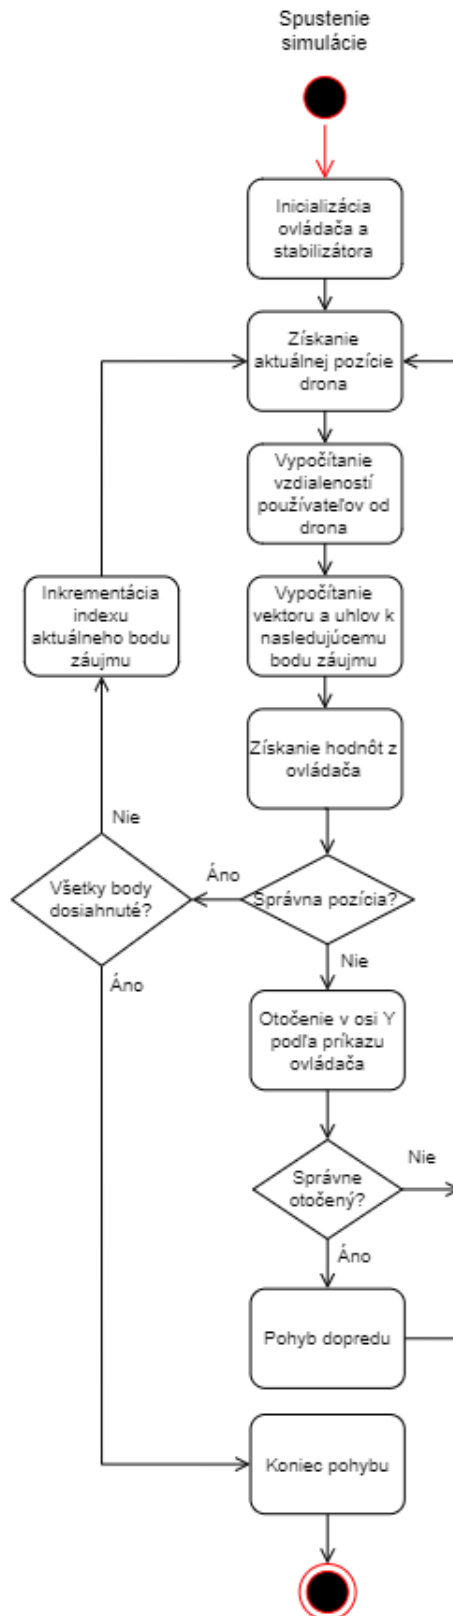 Spustenie
simulácie
Inicializácia
ovládača a
stabilizátora
Získanie
aktuálnej pozície
drona
Vypočítanie
vzdialeností
používateľov od
drona
Inkrementácia
indexu
aktuálneho bodu
záujmu
Vypočítanie
vektoru a uhlov k
nasledujúcemu
bodu záujmu
Získanie hodnôt z
ovládača
Nie
Všetky body
dosiahnuté?
Áno
Správna pozícia?
Nie
Áno
Otočenie v osi Y
podľa príkazu
ovládača
Správne
otočený?
Nie
Áno
Pohyb dopredu
Koniec pohybu